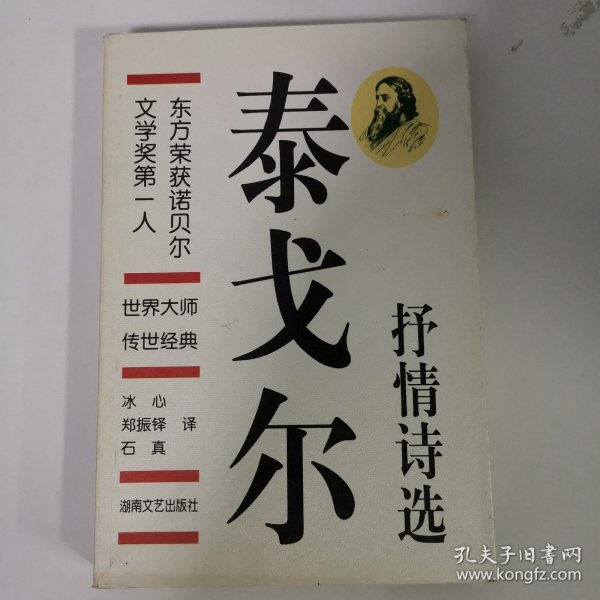 泰戈尔
抒情诗选
东方荣获诺贝尔
文学奖第一人
世界大师
传世经典
冰心
郑振铎 译
石真
湖南文艺出版社
孔夫子旧书网
www.kongfz.com